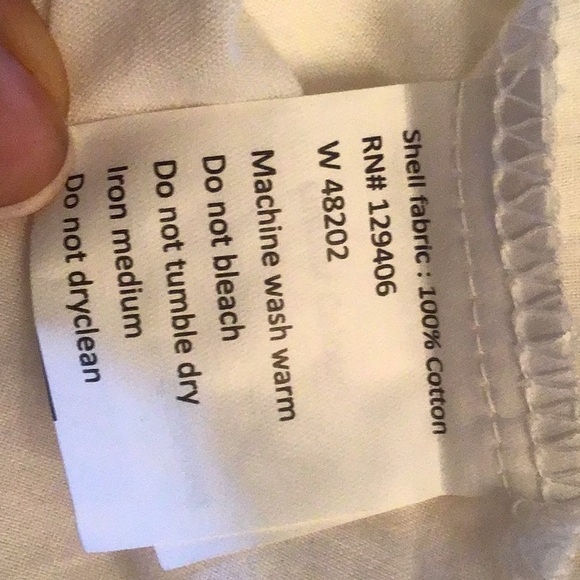 Shell fabric : 100% Cotton
RN# 129406
W 48202
Machine wash warm
Do not bleach
Do not tumble dry
Iron medium
Do not dryclean